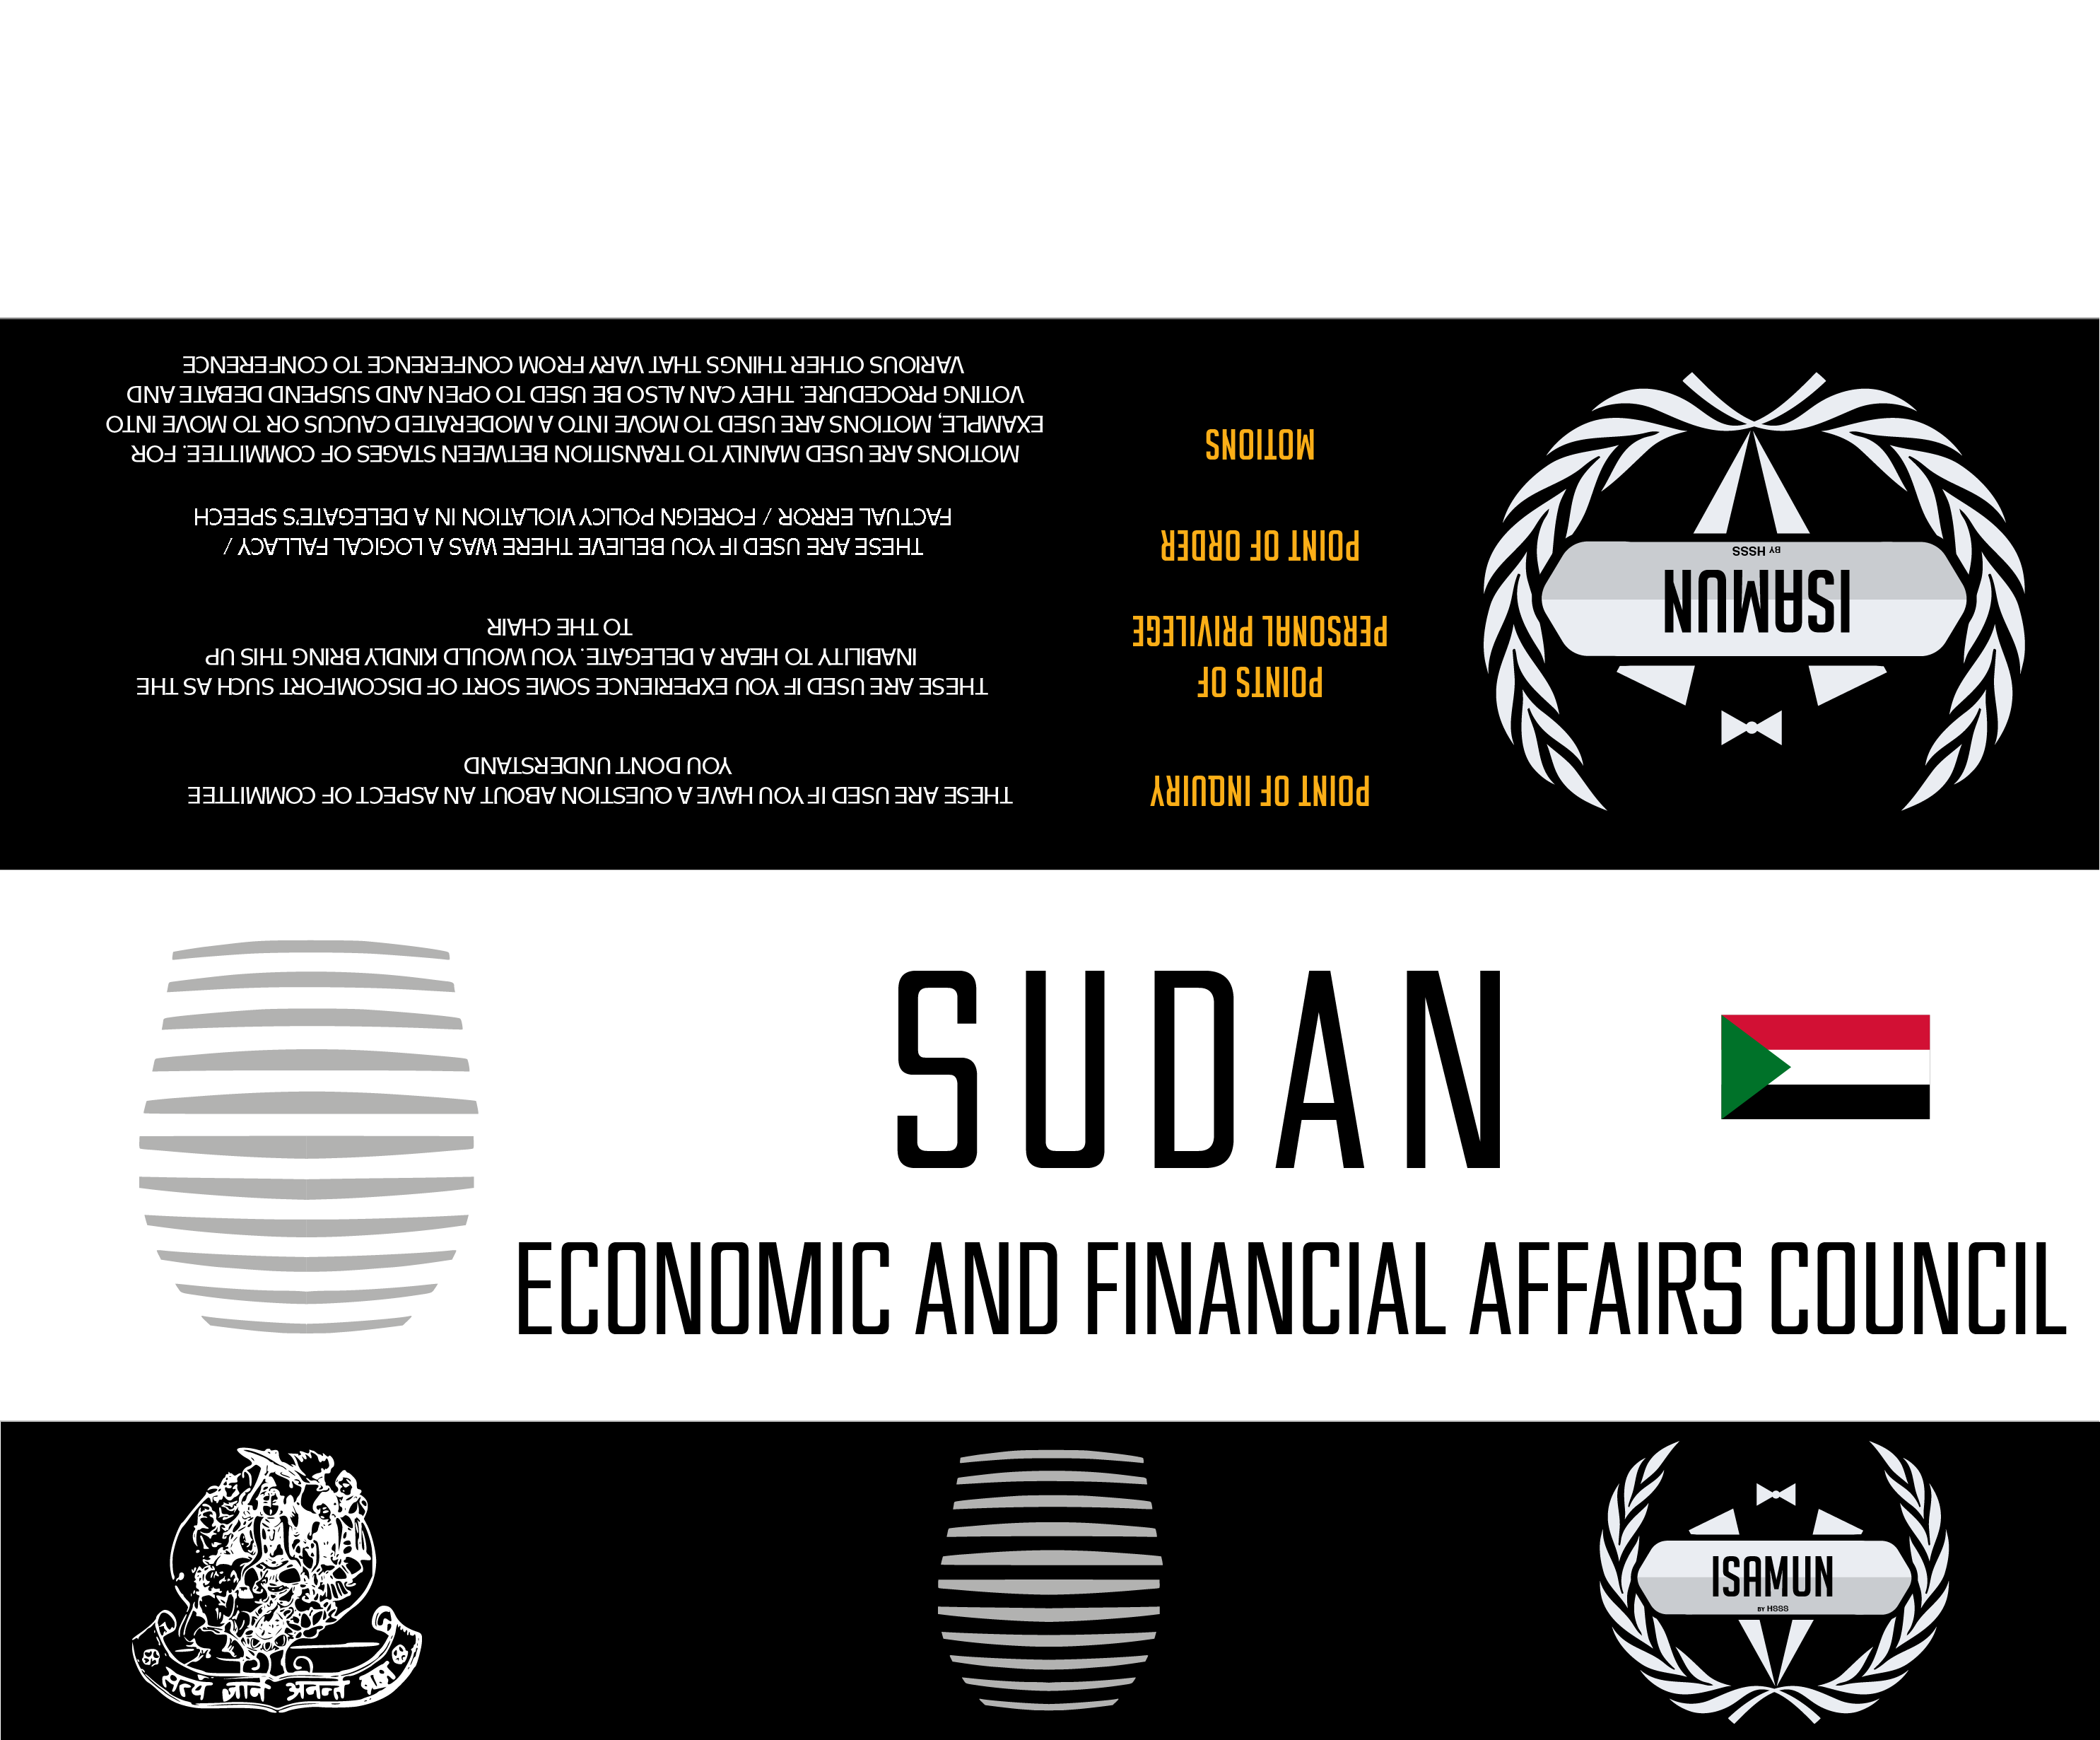 POINT OF INQUIRY
THESE ARE USED IF YOU HAVE A QUESTION ABOUT AN ASPECT OF COMMITTEE
YOU DON'T UNDERSTAND
POINTS OF
PERSONAL PRIVILEGE
THESE ARE USED IF YOU EXPERIENCE SOME SORT OF DISCOMFORT SUCH AS THE
INABILITY TO HEAR A DELEGATE. YOU WOULD KINDLY BRING THIS UP
TO THE CHAIR
ISAMUN
BY HSSS
POINT OF ORDER
THESE ARE USED IF YOU BELIEVE THERE WAS A LOGICAL FALLACY /
FACTUAL ERROR / FOREIGN POLICY VIOLATION IN A DELEGATE'S SPEECH
MOTIONS
MOTIONS ARE USED MAINLY TO TRANSITION BETWEEN STAGES OF COMMITTEE. FOR
EXAMPLE, MOTIONS ARE USED TO MOVE INTO A MODERATED CAUCUS OR TO MOVE INTO
VOTING PROCEDURE. THEY CAN ALSO BE USED TO OPEN AND SUSPEND DEBATE AND
VARIOUS OTHER THINGS THAT VARY FROM CONFERENCE TO CONFERENCE
SUDAN
ECONOMIC AND FINANCIAL AFFAIRS COUNCIL
सत्यं ज्ञानं अनन्तं ब्रह्म
ISAMUN
BY HSSS